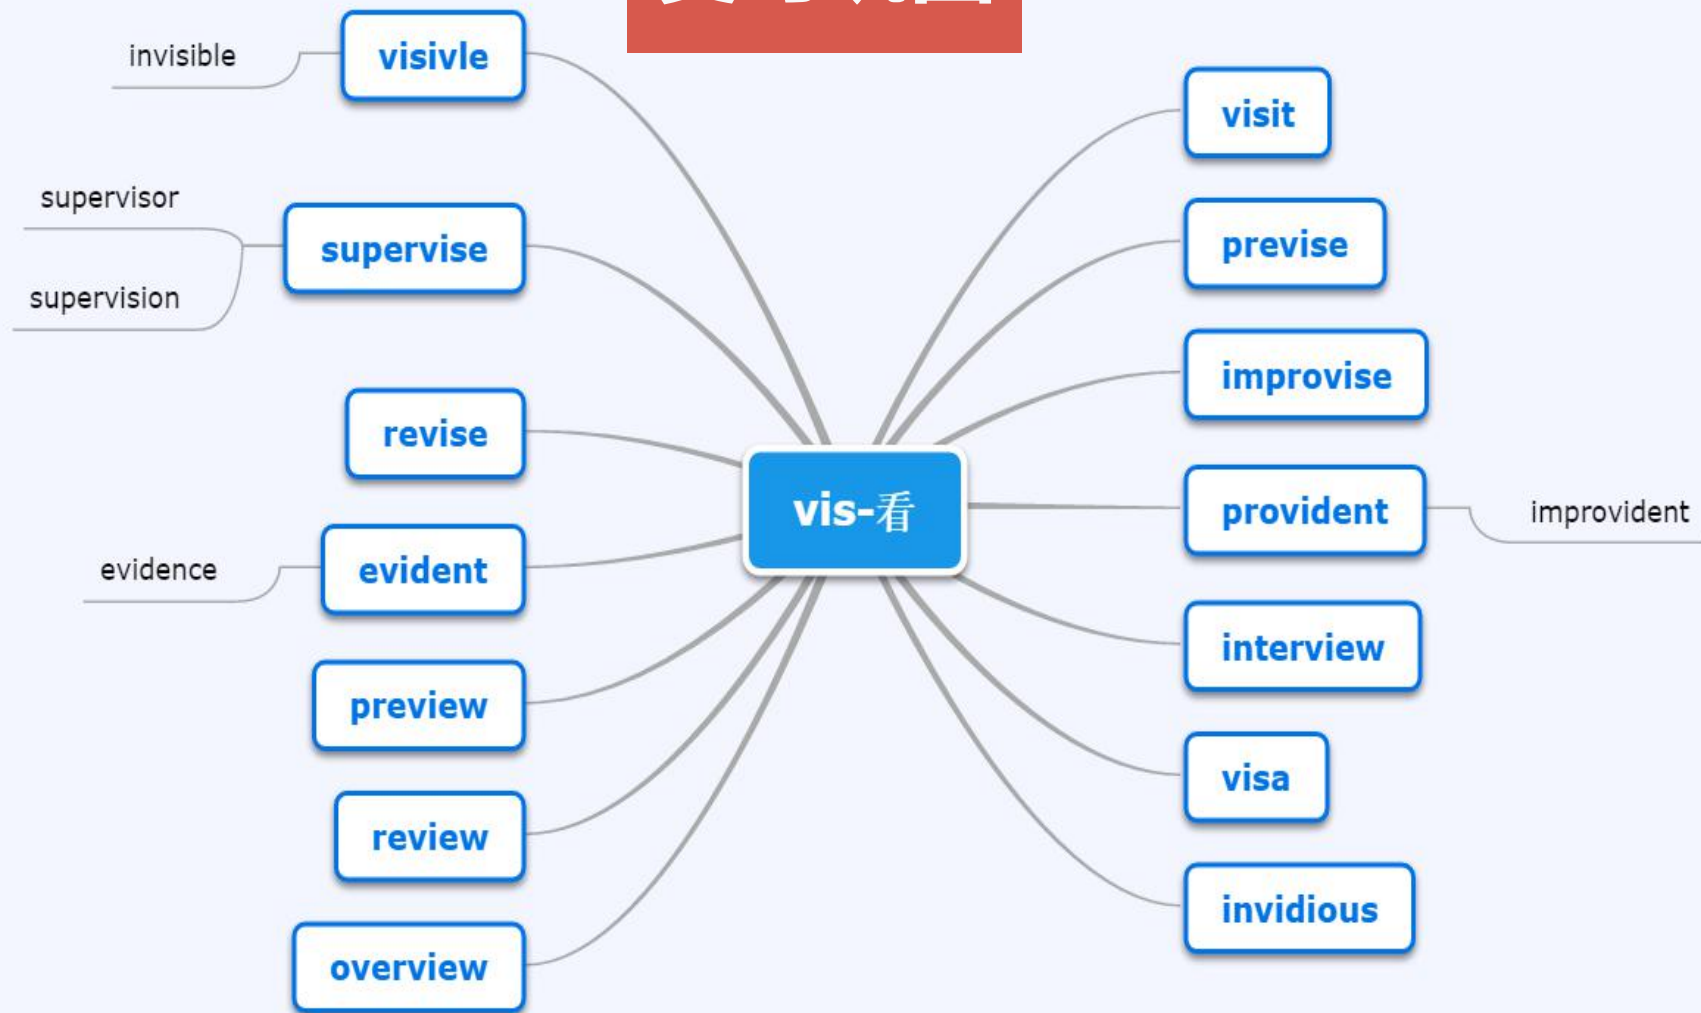 invisible
visivle
supervisor
supervise
supervision
revise
evident
evidence
preview
review
overview
vis-看
visit
previse
improvise
provident
improvident
interview
visa
invidious